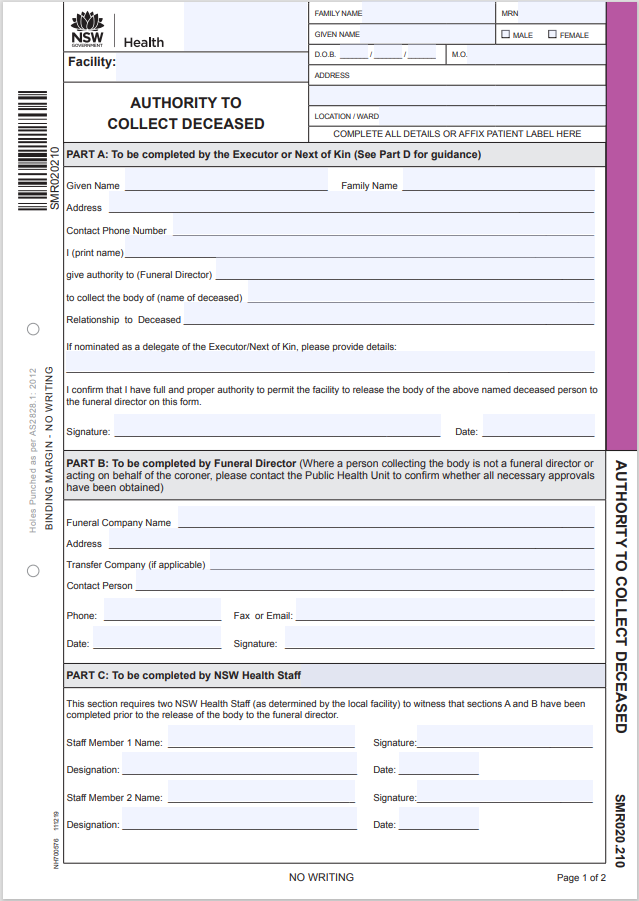 NSW
GOVERNMENT
Health
Facility:
FAMILY NAME
MRN
GIVEN NAME
MALE
FEMALE
D.O.B. / /
M.O.
ADDRESS
LOCATION / WARD
COMPLETE ALL DETAILS OR AFFIX PATIENT LABEL HERE
AUTHORITY TO
COLLECT DECEASED
SMR020210
PART A: To be completed by the Executor or Next of Kin (See Part D for guidance)
Given Name
Family Name
Address
Contact Phone Number
I (print name)
give authority to (Funeral Director)
to collect the body of (name of deceased)
Relationship to Deceased
If nominated as a delegate of the Executor/Next of Kin, please provide details:
I confirm that I have full and proper authority to permit the facility to release the body of the above named deceased person to
the funeral director on this form.
Signature:
Date:
Holes Punched as per AS2828.1: 2012
BINDING MARGIN - NO WRITING
PART B: To be completed by Funeral Director (Where a person collecting the body is not a funeral director or
acting on behalf of the coroner, please contact the Public Health Unit to confirm whether all necessary approvals
have been obtained)
Funeral Company Name
Address
Transfer Company (if applicable)
Contact Person
Phone:
Fax or Email:
Date:
Signature:
PART C: To be completed by NSW Health Staff
This section requires two NSW Health Staff (as determined by the local facility) to witness that sections A and B have been
completed prior to the release of the body to the funeral director.
Staff Member 1 Name:
Signature:
Designation:
Date:
Staff Member 2 Name:
Signature:
Designation:
Date:
NH700576 111219
AUTHORITY TO COLLECT DECEASED
SMR020.210
NO WRITING
Page 1 of 2